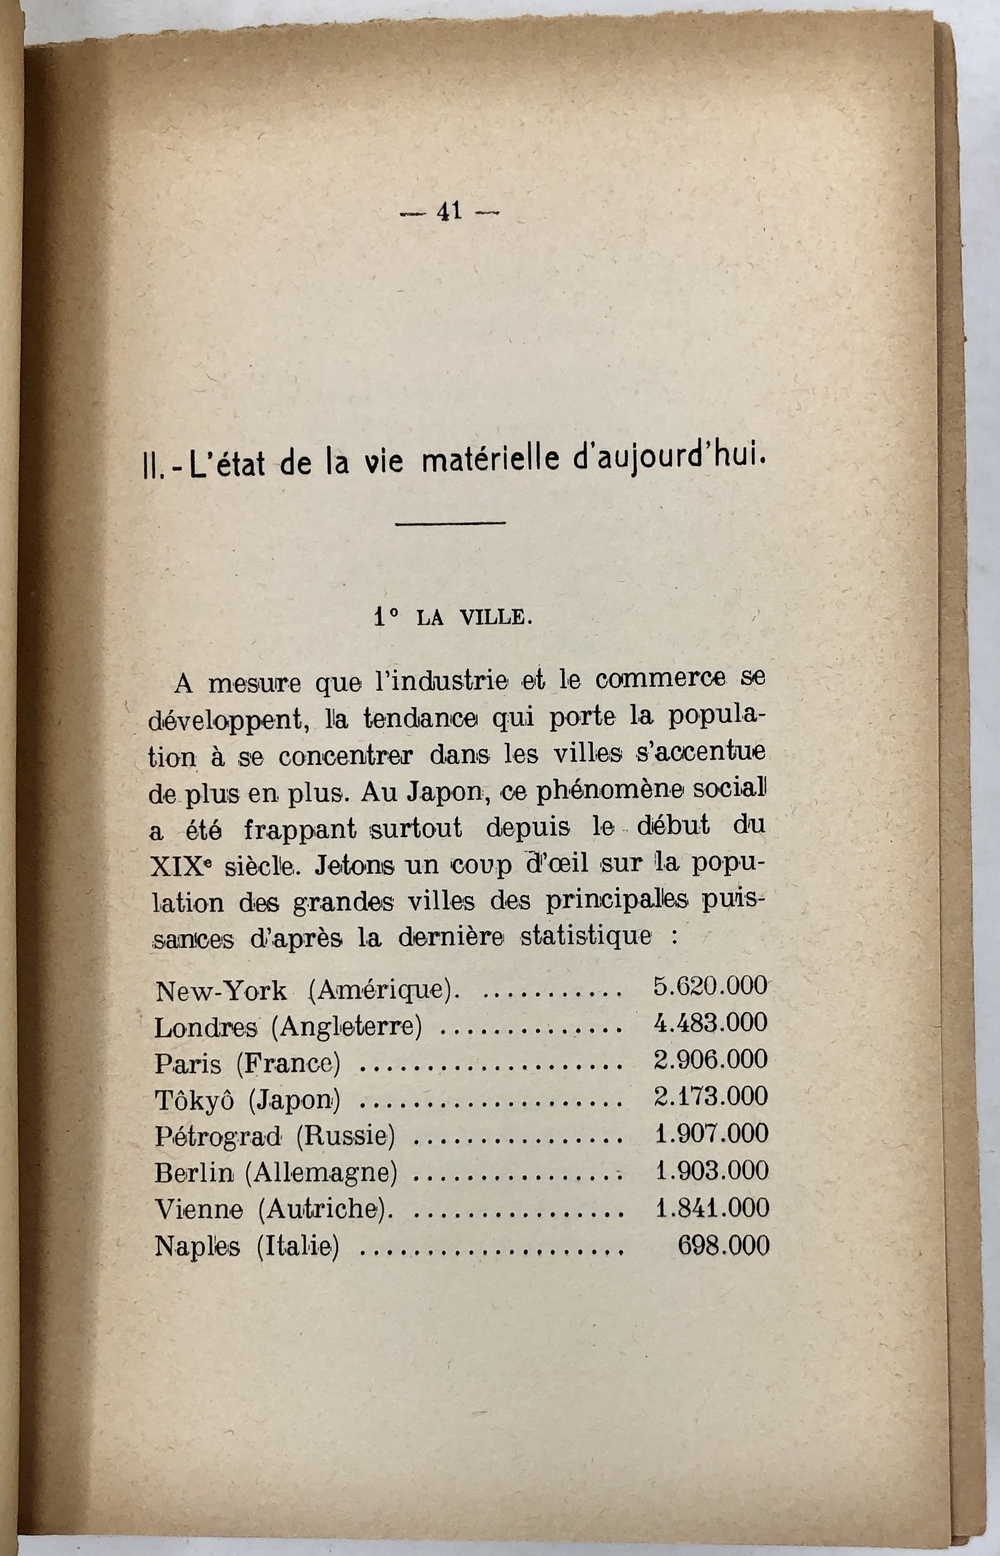 — 41 —
II. - L'état de la vie matérielle d'aujourd'hui.
1° LA VILLE.
A mesure que l'industrie et le commerce se
développent, la tendance qui porte la popula-
tion à se concentrer dans les villes s'accentue
de plus en plus. Au Japon, ce phénomène social
a été frappant surtout depuis le début du
XIXe siècle. Jetons un coup d'œil sur la popu-
lation des grandes villes des principales puis-
sances d'après la dernière statistique :
New-York (Amérique). ........... 5.620.000
Londres (Angleterre) .............. 4.483.000
Paris (France) .................... 2.906.000
Tôkyô (Japon) .................... 2.173.000
Pétrograd (Russie) ................ 1.907.000
Berlin (Allemagne) ................ 1.903.000
Vienne (Autriche). ................ 1.841.000
Naples (Italie) .................... 698.000